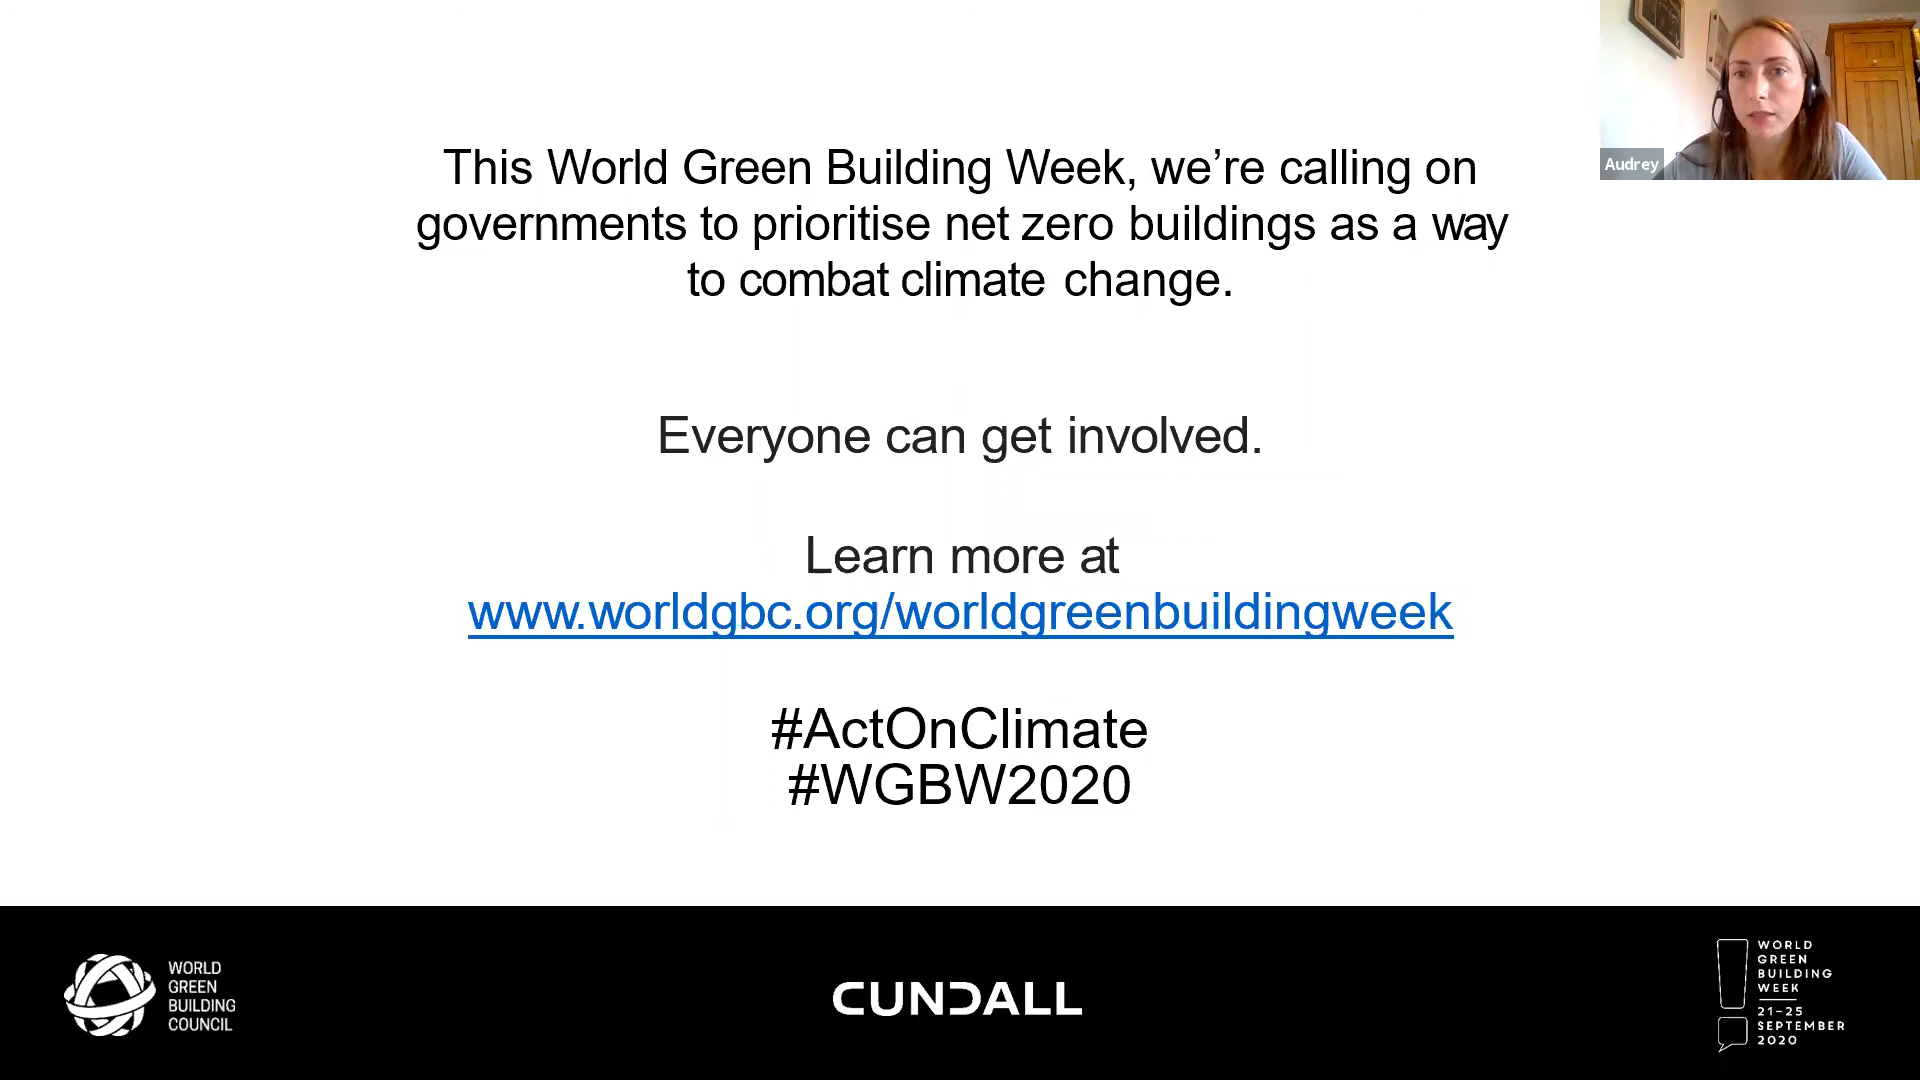 This World Green Building Week, we’re calling on
governments to prioritise net zero buildings as a way
to combat climate change.
Everyone can get involved.
Learn more at
www.worldgbc.org/worldgreenbuildingweek
#ActOnClimate
#WGBW2020
Audrey
WORLD
GREEN
BUILDING
COUNCIL
CUNDALL
WORLD
GREEN
BUILDING
WEEK
21–25
SEPTEMBER
2020